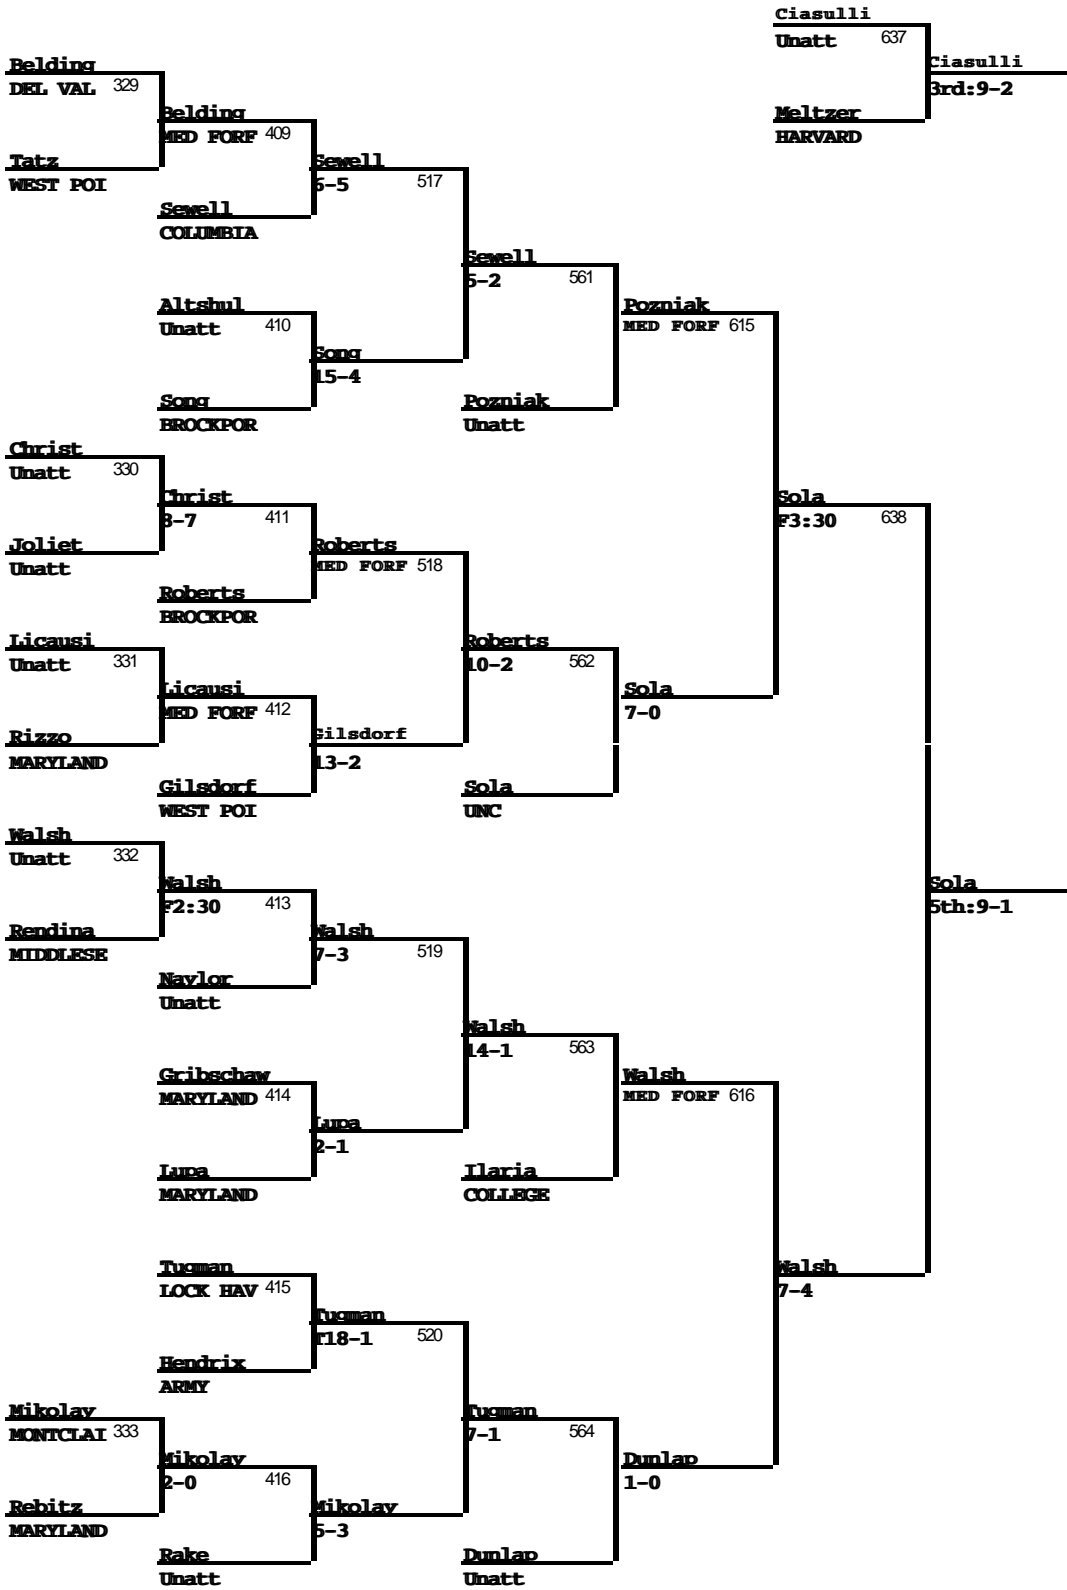 Ciasulli
Unatt 637
Ciasulli
3rd:9-2
Meltzer
HARVARD
Belding
DEL VAL 329
Belding
MED FORF 409
Tatz
WEST POI
Sewell
6-5 517
Sewell
COLUMBIA
Sewell
5-2 561
Altshul
Unatt 410
Song
15-4
Song
BROCKPOR
Pozniak
MED FORF 615
Pozniak
Unatt
Christ
Unatt 330
Christ
8-7 411
Joliet
Unatt
Roberts
MED FORF 518
Roberts
BROCKPOR
Sola
F3:30 638
Licausi
Unatt 331
Licausi
MED FORF 412
Rizzo
MARYLAND
Gilsdorf
13-2
Gilsdorf
WEST POI
Roberts
10-2 562
Sola
7-0
Sola
UNC
Walsh
Unatt 332
Walsh
F2:30 413
Rendina
MIDDLESE
Walsh
7-3 519
Naylor
Unatt
Sola
5th:9-1
Walsh
14-1 563
Gribschaw
MARYLAND 414
Lupa
2-1
Lupa
MARYLAND
Walsh
MED FORF 616
Ilaria
COLLEGE
Tugman
LOCK HAV 415
Tugman
T18-1 520
Hendrix
ARMY
Walsh
7-4
Mikolay
MONTCLAI 333
Mikolay
2-0 416
Rebitz
MARYLAND
Mikolay
5-3
Rake
Unatt
Tugman
7-1 564
Dunlap
1-0
Dunlap
Unatt